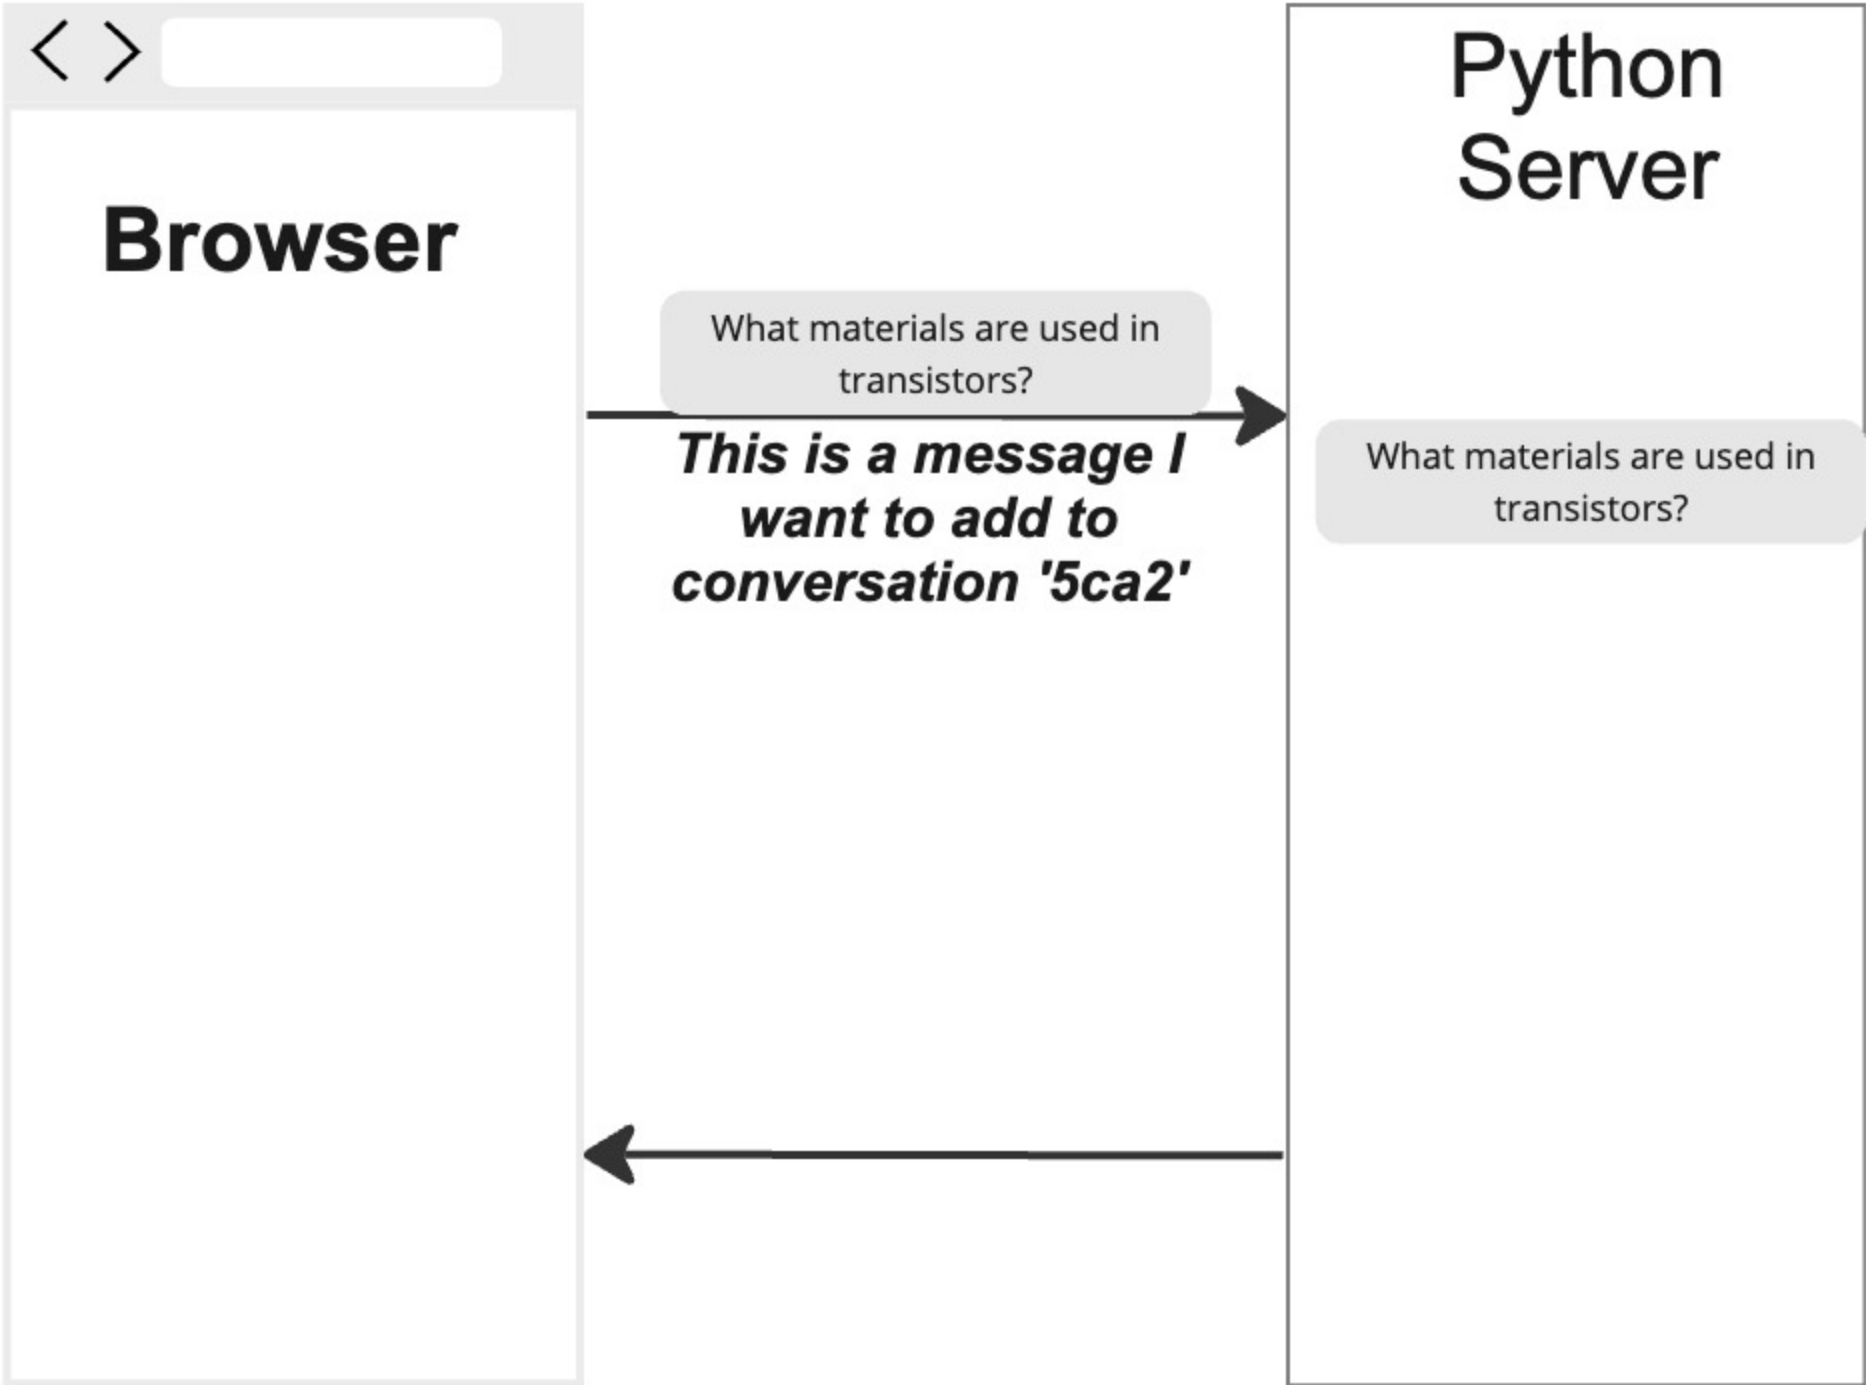 Browser
What materials are used in
transistors?
This is a message I
want to add to
conversation '5ca2'
Python
Server
What materials are used in
transistors?